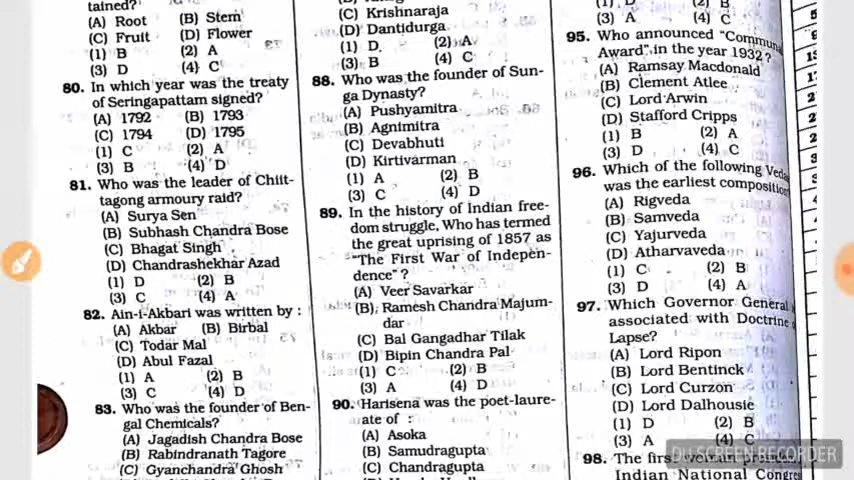 tained?
(A) Root (B) Stem
(C) Fruit (D) Flower
(1) B (2) A
(3) D (4) C
80. In which year was the treaty
of Seringapattam signed?
(A) 1792 (B) 1793
(C) 1794 (D) 1795
(1) C (2) A
(3) B (4) D
81. Who was the leader of Chitt-
tagong armoury raid?
(A) Surya Sen
(B) Subhash Chandra Bose
(C) Bhagat Singh
(D) Chandrashekhar Azad
(1) D (2) B
(3) C (4) A
82. Ain-i-Akbari was written by :
(A) Akbar (B) Birbal
(C) Todar Mal
(D) Abul Fazal
(1) A (2) B
(3) C (4) D
83. Who was the founder of Ben-
gal Chemicals?
(A) Jagadish Chandra Bose
(B) Rabindranath Tagore
(C) Gyanchandra Ghosh
(C) Krishnaraja
(D) Dantidurga
(1) D (2) A
(3) B (4) C
88. Who was the founder of Sun-
ga Dynasty?
(A) Pushyamitra
(B) Agnimitra
(C) Devabhuti
(D) Kirtivarman
(1) A (2) B
(3) C (4) D
89. In the history of Indian free-
dom struggle, Who has termed
the great uprising of 1857 as
"The First War of Indepen-
dence" ?
(A) Veer Savarkar
(B) Ramesh Chandra Majum-
dar
(C) Bal Gangadhar Tilak
(D) Bipin Chandra Pal
(1) C (2) B
(3) A (4) D
90. Harisena was the poet-laure-
ate of :
(A) Asoka
(B) Samudragupta
(C) Chandragupta
(3) A (4) C
95. Who announced "Commun
Award" in the year 1932 ?
(A) Ramsay Macdonald
(B) Clement Atlee
(C) Lord Arwin
(D) Stafford Cripps
(1) B (2) A
(3) D (4) C
96. Which of the following Veda
was the earliest composition
(A) Rigveda
(B) Samveda
(C) Yajurveda
(D) Atharvaveda
(1) C (2) B
(3) D (4) A
97. Which Governor General
associated with Doctrine
Lapse?
(A) Lord Ripon
(B) Lord Bentinck
(C) Lord Curzon
(D) Lord Dalhousie
(1) D (2) B
(3) A (4) C
DU SCREEN RECORDER
98. The first woman
Indian National Congres